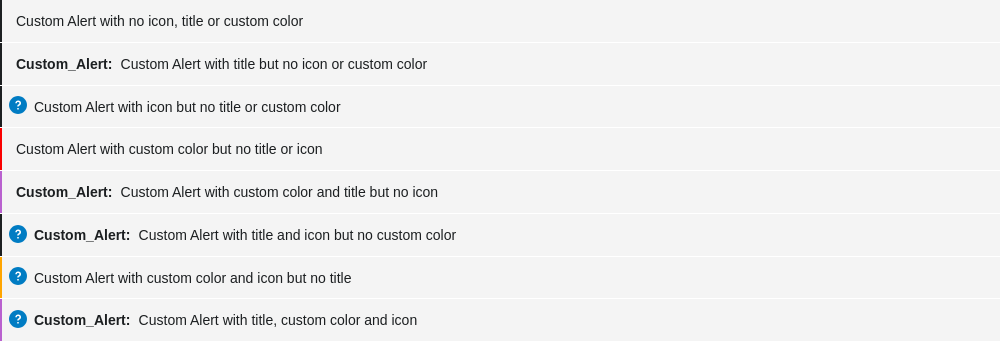 Custom Alert with no icon, title or custom color
Custom_Alert: Custom Alert with title but no icon or custom color
? Custom Alert with icon but no title or custom color
Custom Alert with custom color but no title or icon
Custom_Alert: Custom Alert with custom color and title but no icon
? Custom_Alert: Custom Alert with title and icon but no custom color
? Custom Alert with custom color and icon but no title
? Custom_Alert: Custom Alert with title, custom color and icon